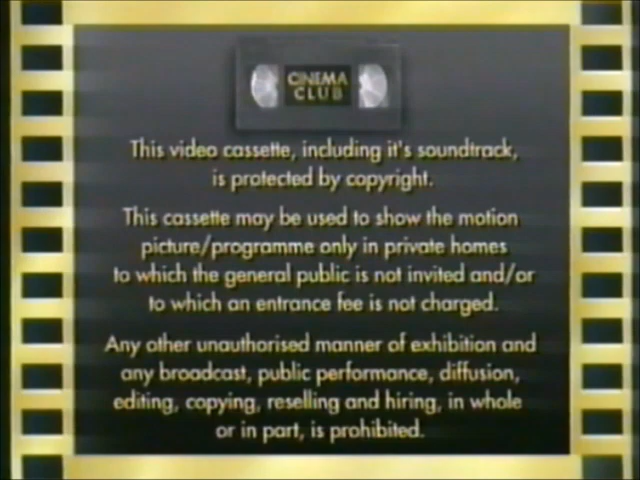 CINEMA
CLUB
This video cassette, including it's soundtrack,
is protected by copyright.
This cassette may be used to show the motion
picture/programme only in private homes
to which the general public is not invited and/or
to which an entrance fee is not charged.
Any other unauthorised manner of exhibition and
any broadcast, public performance, diffusion,
editing, copying, reselling and hiring, in whole
or in part, is prohibited.